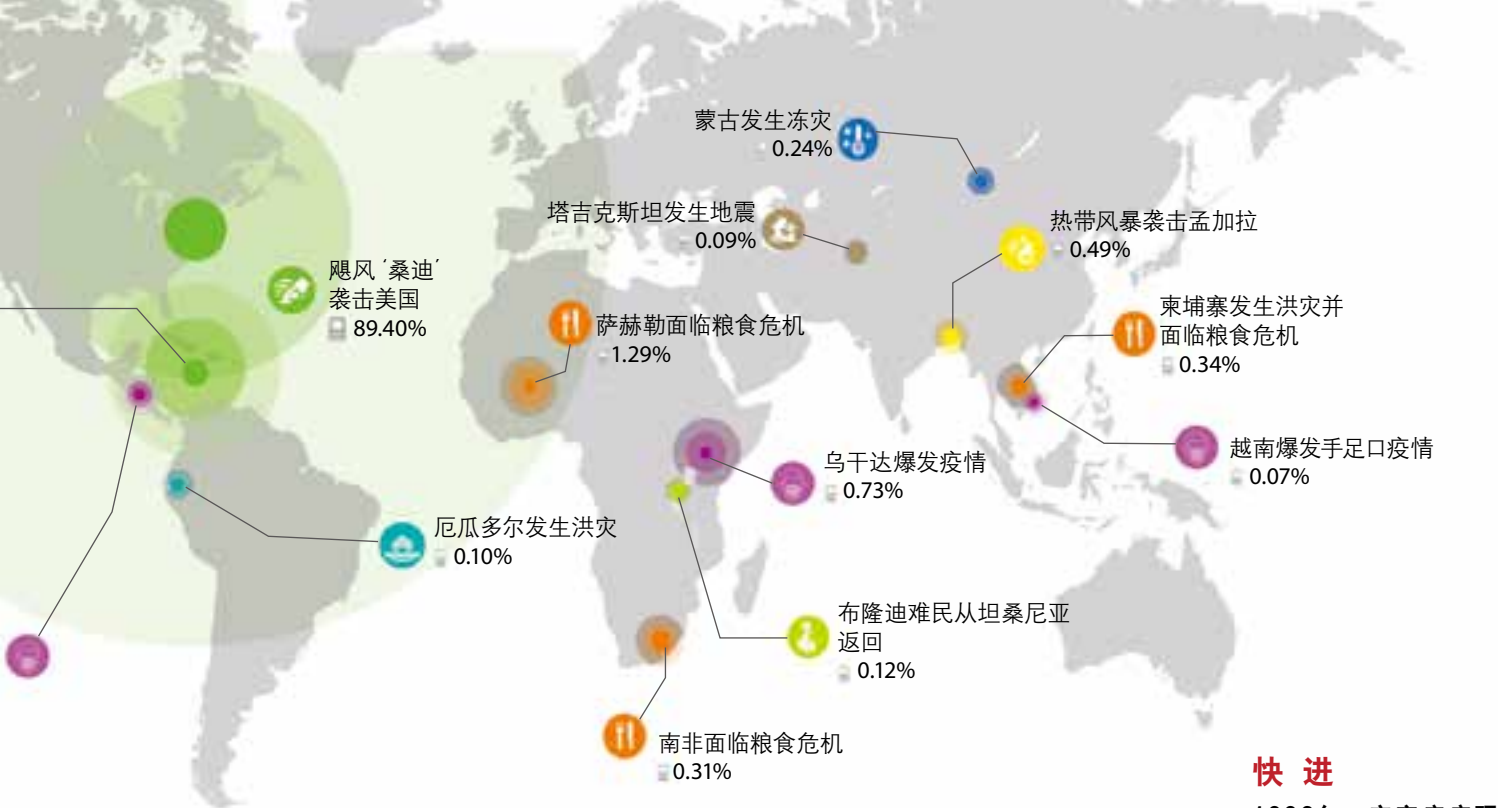 蒙古发生冻灾
0.24%
塔吉克斯坦发生地震
0.09%
热带风暴袭击孟加拉
0.49%
飓风 ´桑迪´
袭击美国
89.40%
萨赫勒面临粮食危机
1.29%
柬埔寨发生洪灾并
面临粮食危机
0.34%
越南爆发手足口疫情
0.07%
乌干达爆发疫情
0.73%
厄瓜多尔发生洪灾
0.10%
布隆迪难民从坦桑尼亚
返回
0.12%
南非面临粮食危机
0.31%
快 进